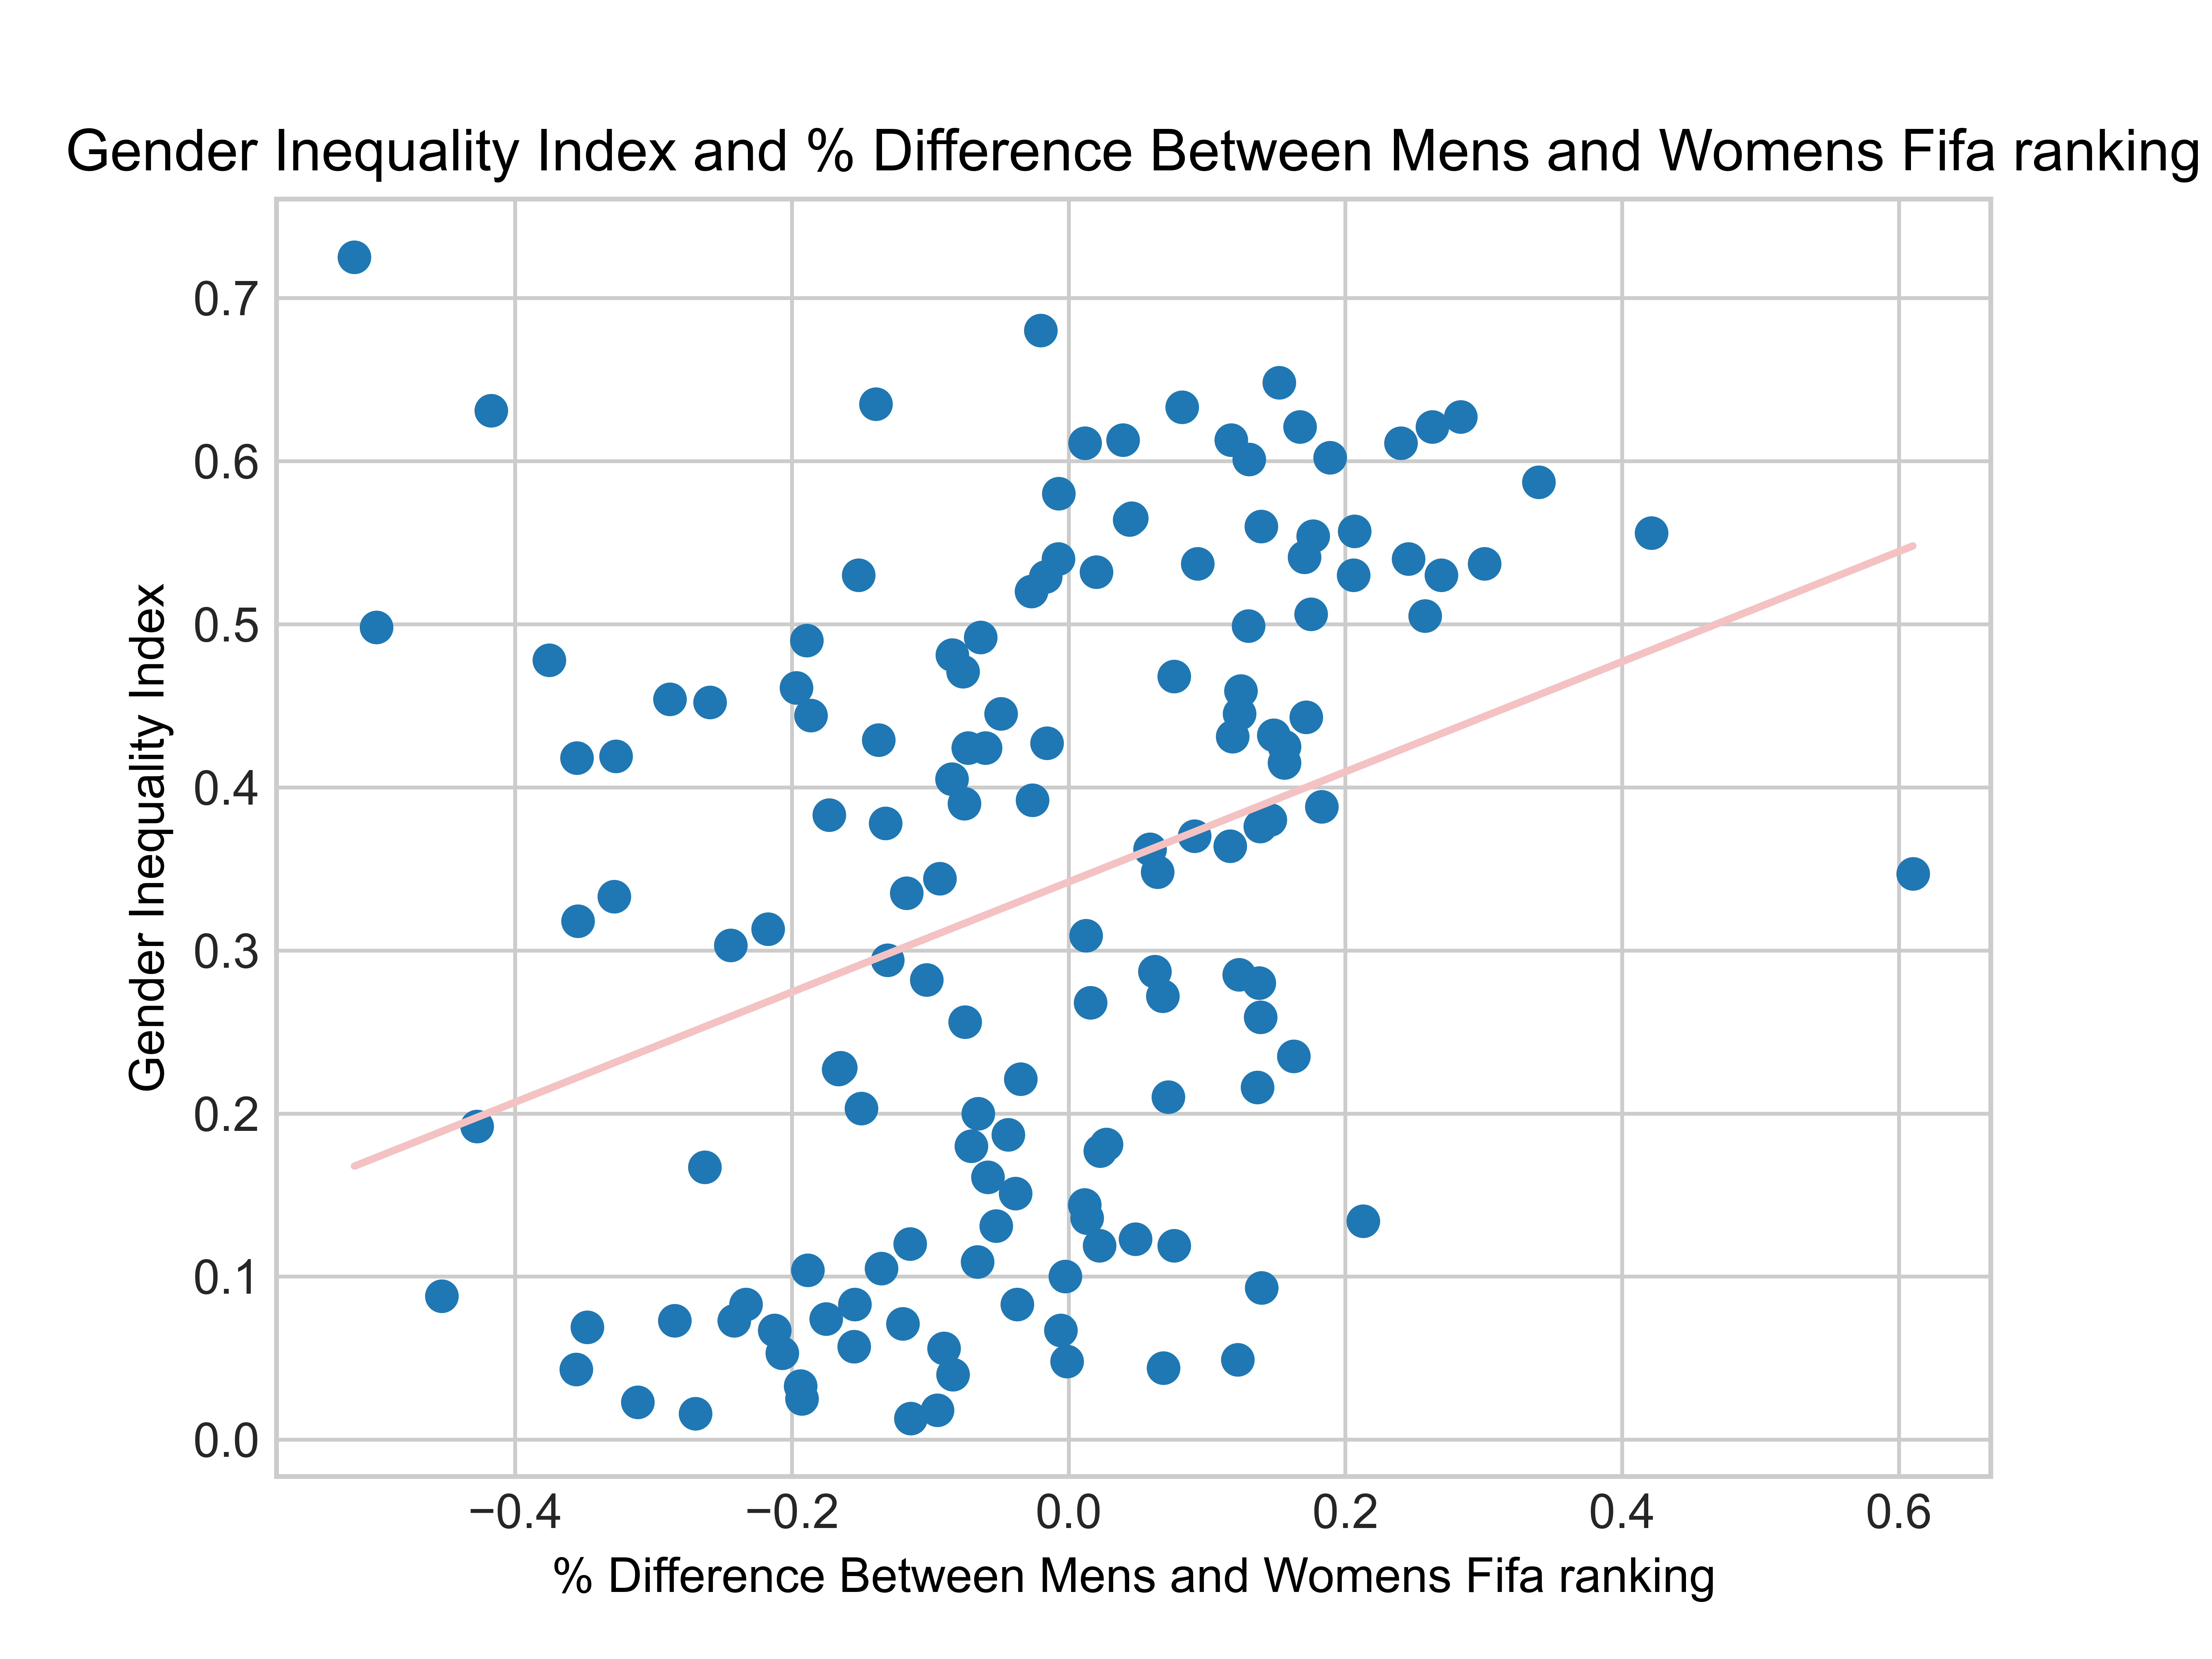 Gender Inequality Index and % Difference Between Mens and Womens Fifa ranking
Gender Inequality Index
0.7
0.6
0.5
0.4
0.3
0.2
0.1
0.0
−0.4 −0.2 0.0 0.2 0.4 0.6
% Difference Between Mens and Womens Fifa ranking